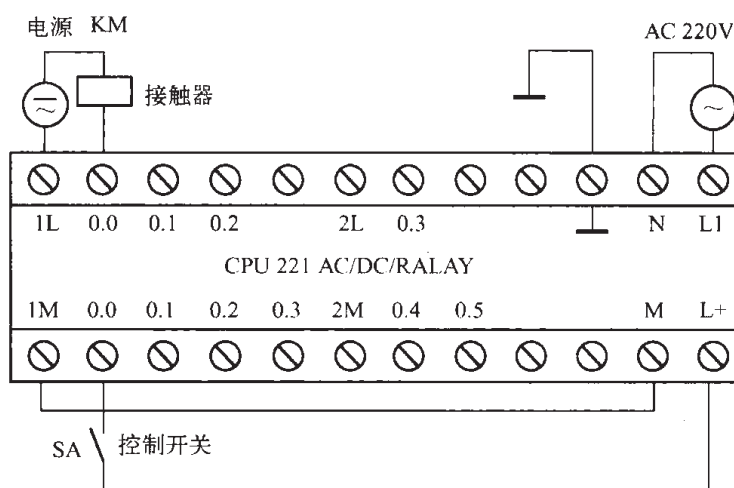 电源 KM AC 220V
接触器
1L 0.0 0.1 0.2 2L 0.3 N L1
CPU 221 AC/DC/RALAY
1M 0.0 0.1 0.2 0.3 2M 0.4 0.5 M L+
SA 控制开关